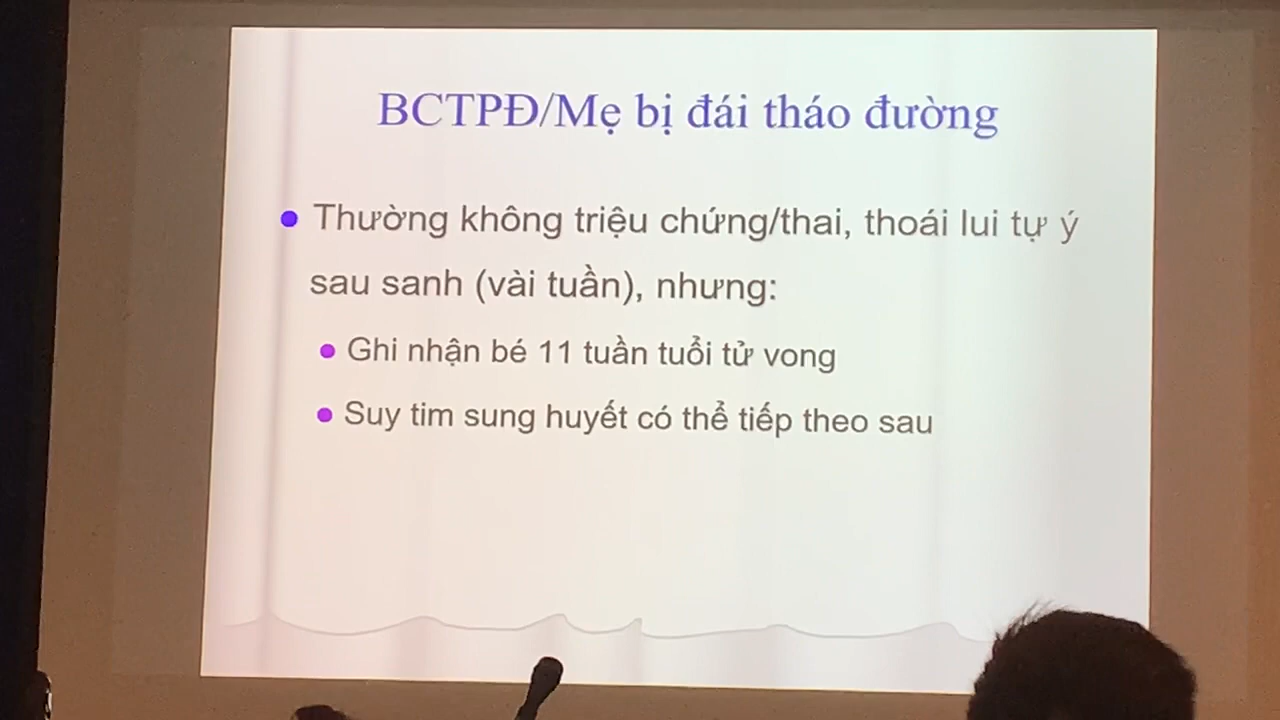 BCTPĐ/Mẹ bị đái tháo đường
Thường không triệu chứng/thai, thoái lui tự ý
sau sanh (vài tuần), nhưng:
Ghi nhận bé 11 tuần tuổi tử vong
Suy tim sung huyết có thể tiếp theo sau